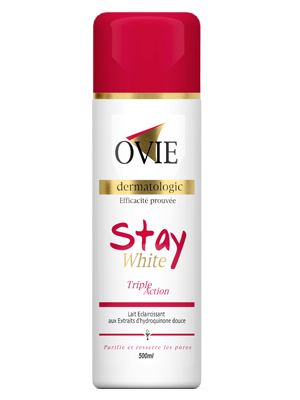 OVIE
dermatologic
Efficacité prouvée
Stay
White
Triple
Action
Lait Eclaircissant
aux Extraits d'hydroquinone douce
Purifie et resserre les pores
500ml